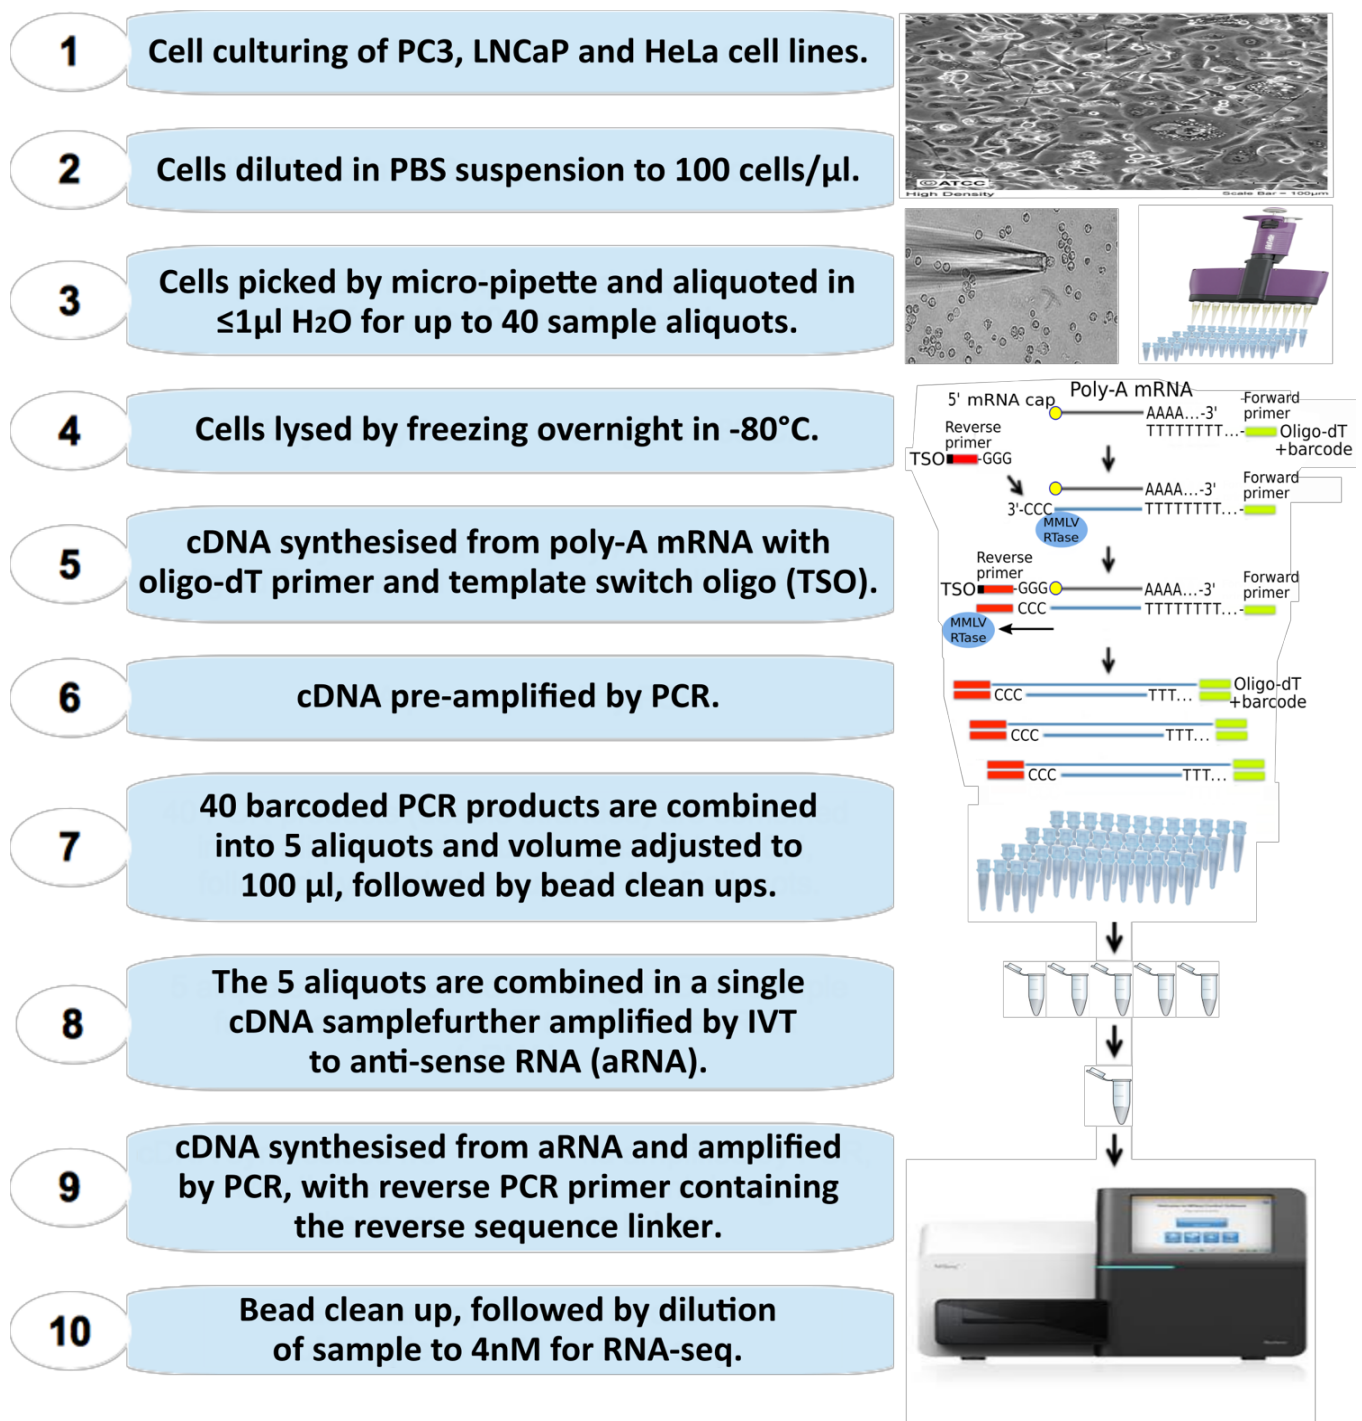 1
Cell culturing of PC3, LNCaP and HeLa cell lines.
©ATCC
High Density
Scale Bar = 100µm
2
Cells diluted in PBS suspension to 100 cells/µl.
3
Cells picked by micro-pipette and aliquoted in
≤1µl H₂O for up to 40 sample aliquots.
4
Cells lysed by freezing overnight in -80°C.
Poly-A mRNA
5' mRNA cap
AAAA...-3'
Forward
primer
TTTTTTTT...-
Oligo-dT
+barcode
Reverse
primer
TSO
-GGG
AAAA...-3'
Forward
primer
3'-CCC
TTTTTTTT...-
MMLV
RTase
5
cDNA synthesised from poly-A mRNA with
oligo-dT primer and template switch oligo (TSO).
Reverse
primer
TSO
-GGG
AAAA...-3'
Forward
primer
CCC
TTTTTTTT...-
MMLV
RTase
6
cDNA pre-amplified by PCR.
Oligo-dT
+barcode
CCC
TTT...
CCC
TTT...
CCC
TTT...
7
40 barcoded PCR products are combined
into 5 aliquots and volume adjusted to
100 µl, followed by bead clean ups.
8
The 5 aliquots are combined in a single
cDNA samplefurther amplified by IVT
to anti-sense RNA (aRNA).
9
cDNA synthesised from aRNA and amplified
by PCR, with reverse PCR primer containing
the reverse sequence linker.
10
Bead clean up, followed by dilution
of sample to 4nM for RNA-seq.